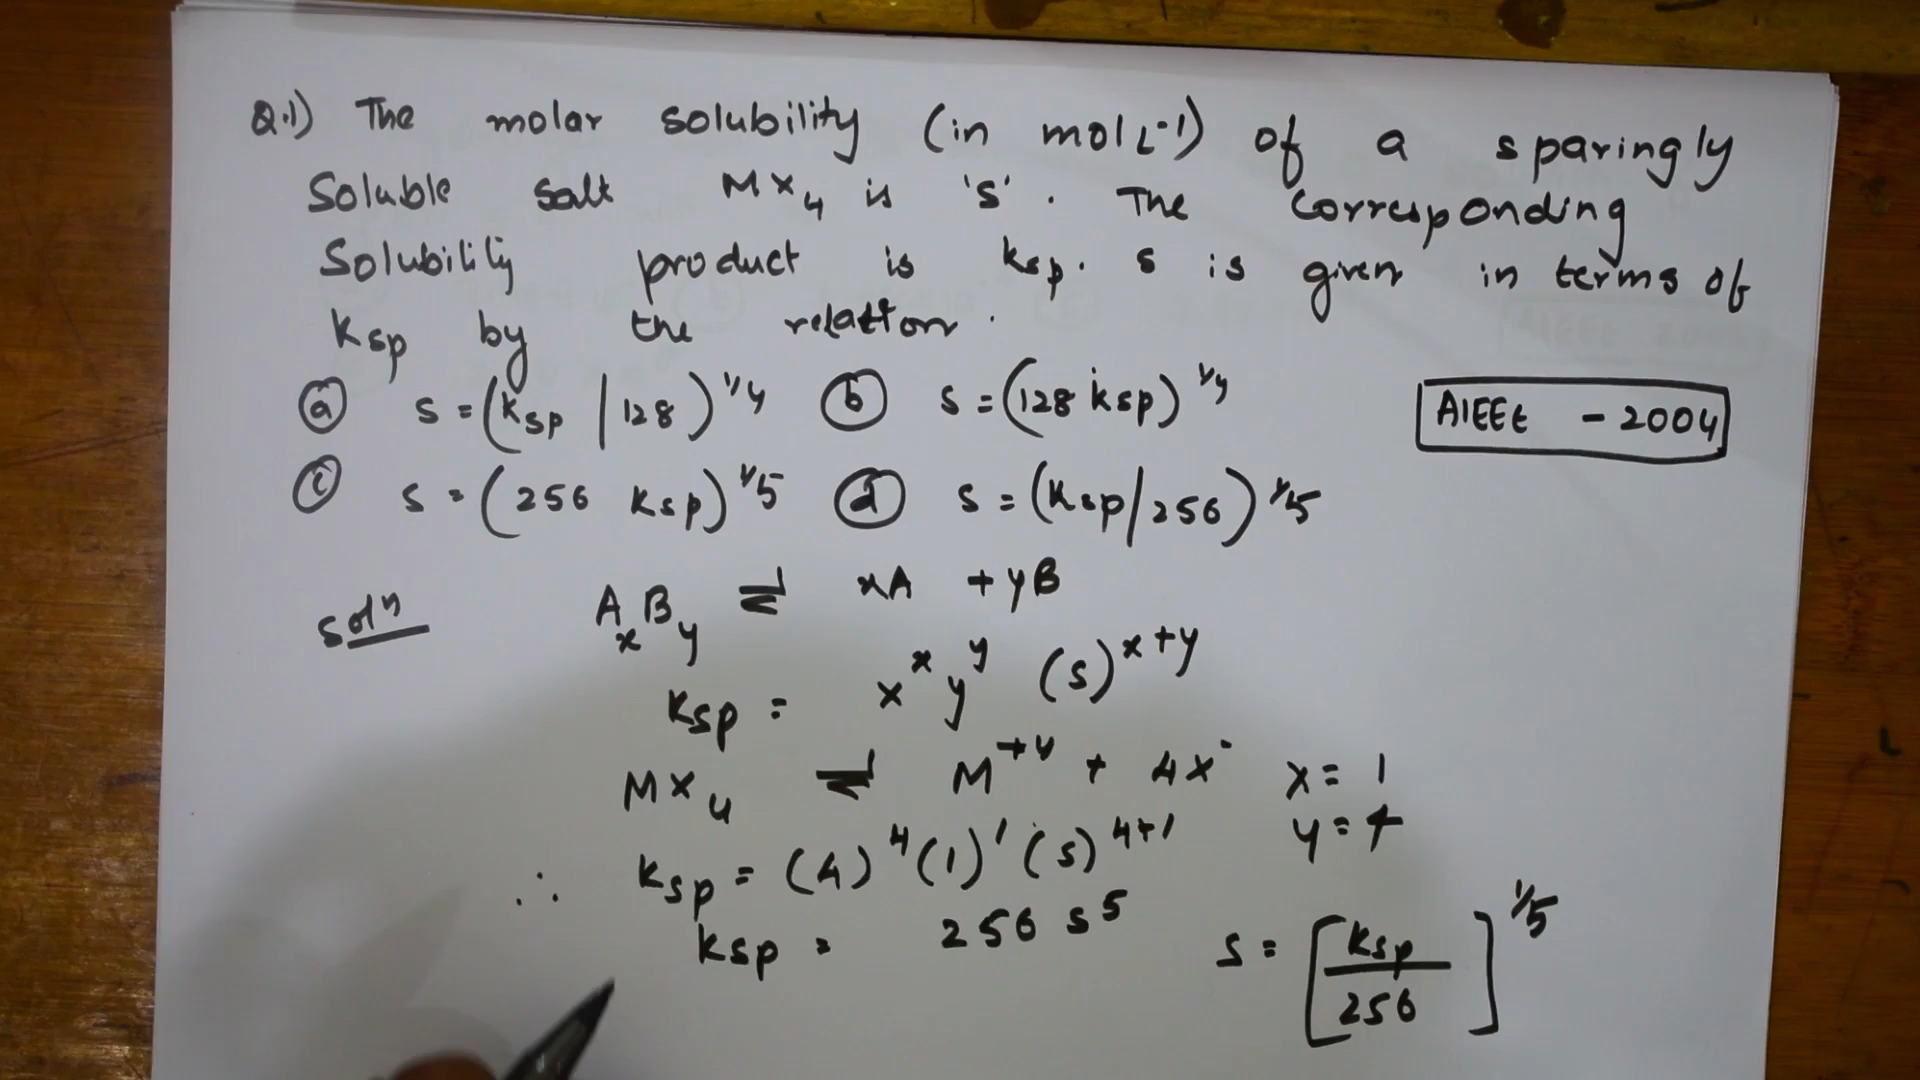 Q.1) The molar solubility (in mol L-1) of a sparingly
soluble salt MX4 is 's'. The corresponding
solubility product is ksp. s is given in terms of
Ksp by the relation.
(a) s = (Ksp | 128)^1/4 (b) s = (128 ksp)^1/4
AIEEE - 2004
(c) s = (256 Ksp)^1/5 (d) s = (Ksp/256)^1/5
Soln AxBy ⇌ xA + yB
Ksp = x^x y^y (s)^x+y
MX4 ⇌ M^+4 + 4X^- x = 1
y = 4
∴ Ksp = (4)^4 (1)^1 (s)^4+1
Ksp = 256 s^5
s = [Ksp/256]^1/5